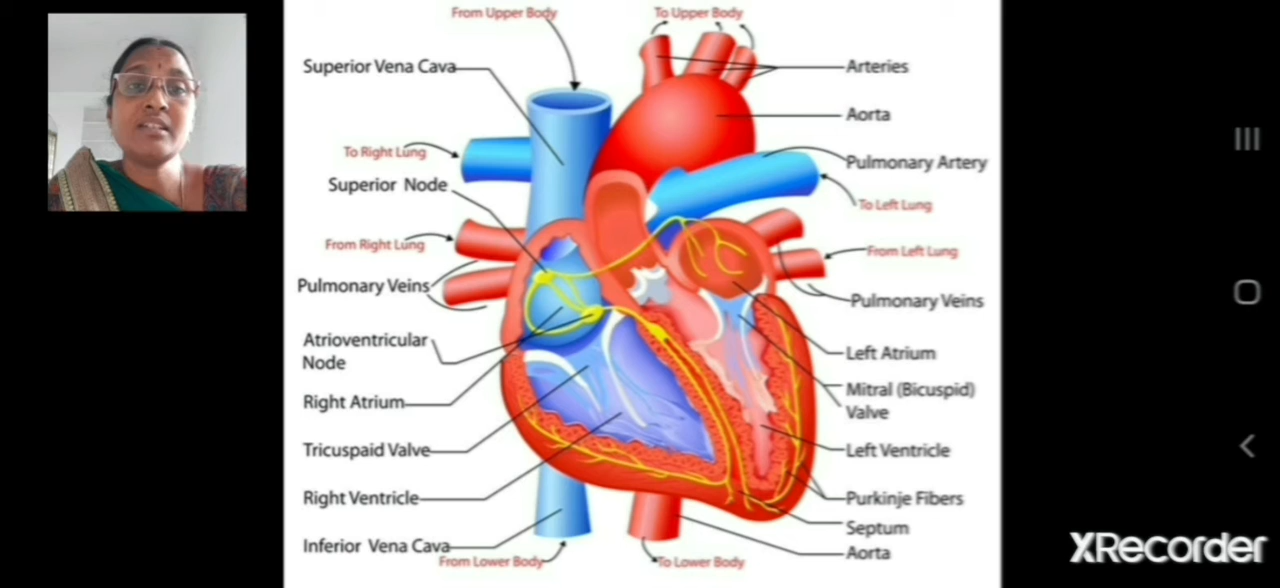 From Upper Body
To Upper Body
Superior Vena Cava
Arteries
Aorta
To Right Lung
Pulmonary Artery
Superior Node
To Left Lung
From Right Lung
From Left Lung
Pulmonary Veins
Pulmonary Veins
Atrioventricular
Node
Left Atrium
Right Atrium
Mitral (Bicuspid)
Valve
Tricuspaid Valve
Left Ventricle
Right Ventricle
Purkinje Fibers
Septum
Inferior Vena Cava
Aorta
From Lower Body
To Lower Body
XRecorder